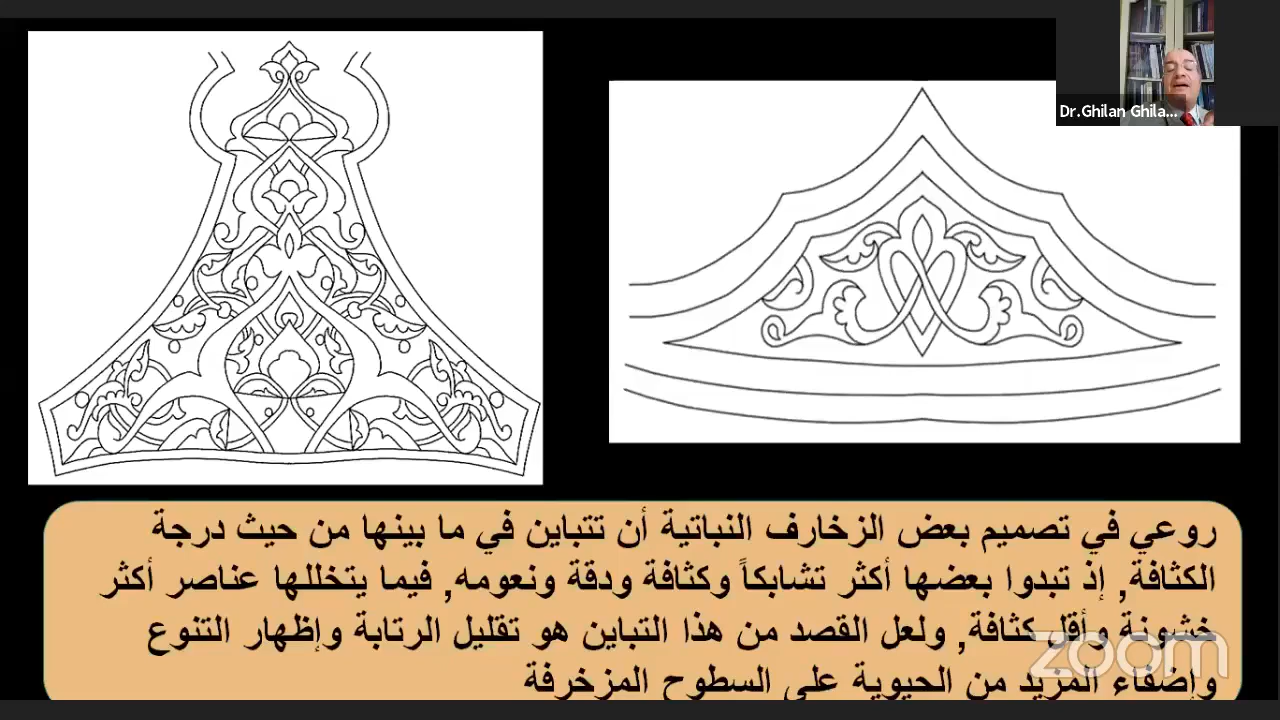 Dr.Ghilan Ghila...
روعي في تصميم بعض الزخارف النباتية أن تتباين في ما بينها من حيث درجة
الكثافة, إذ تبدوا بعضها أكثر تشابكاً وكثافة ودقة ونعومه, فيما يتخللها عناصر أكثر
خشونة وأقل كثافة, ولعل القصد من هذا التباين هو تقليل الرتابة وإظهار التنوع
وإضفاء المزيد من الحيوية على السطوح المزخرفة
zoom